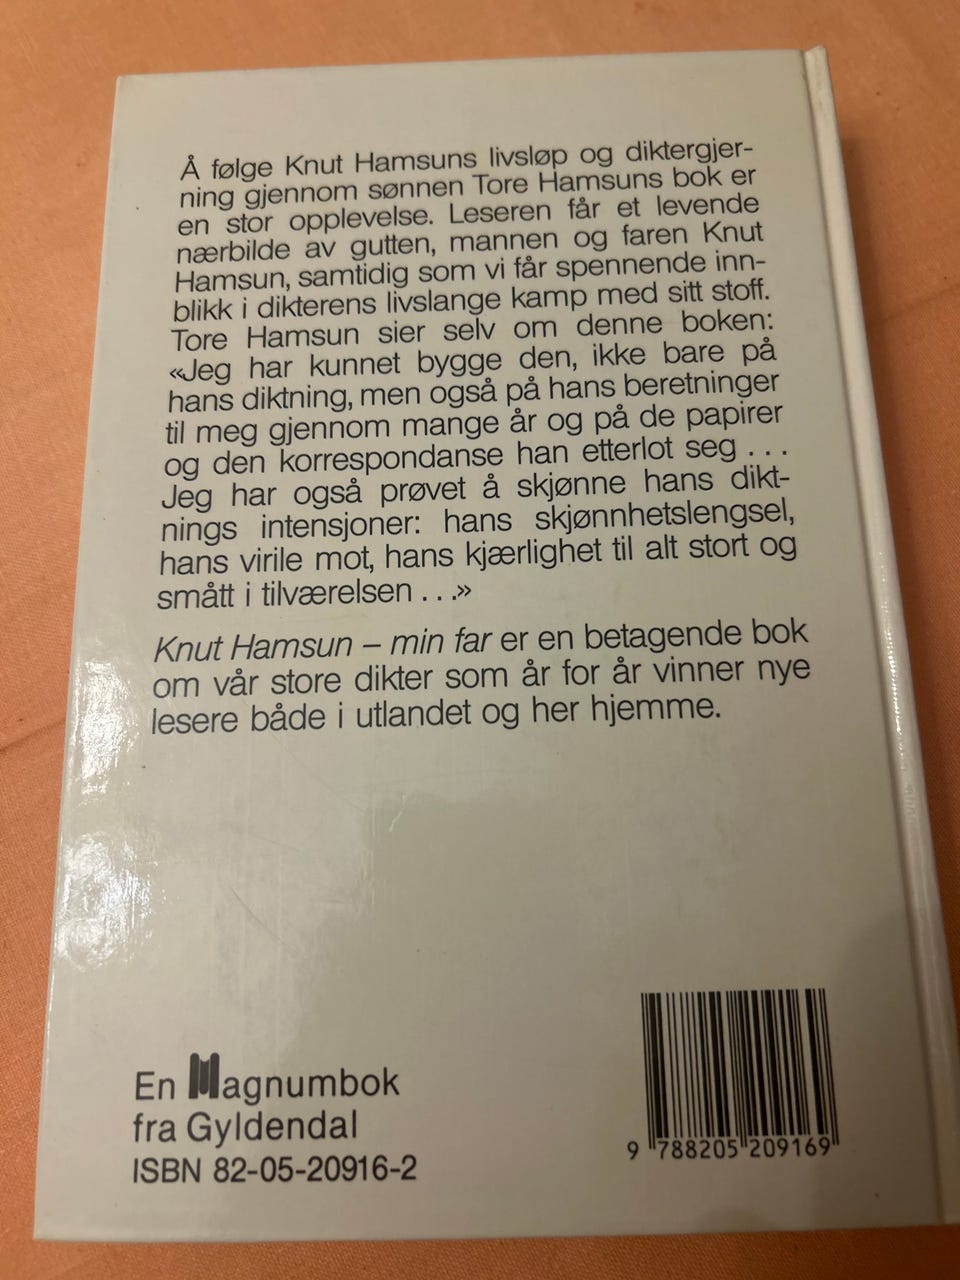 Å følge Knut Hamsuns livsløp og diktergjer-
ning gjennom sønnen Tore Hamsuns bok er
en stor opplevelse. Leseren får et levende
nærbilde av gutten, mannen og faren Knut
Hamsun, samtidig som vi får spennende inn-
blikk i dikterens livslange kamp med sitt stoff.
Tore Hamsun sier selv om denne boken:
«Jeg har kunnet bygge den, ikke bare på
hans diktning, men også på hans beretninger
til meg gjennom mange år og på de papirer
og den korrespondanse han etterlot seg . . .
Jeg har også prøvet å skjønne hans dikt-
nings intensjoner: hans skjønnhetslengsel,
hans virile mot, hans kjærlighet til alt stort og
smått i tilværelsen . . .»
Knut Hamsun – min far er en betagende bok
om vår store dikter som år for år vinner nye
lesere både i utlandet og her hjemme.
En Magnumbok
fra Gyldendal
ISBN 82-05-20916-2
9 788205 209169